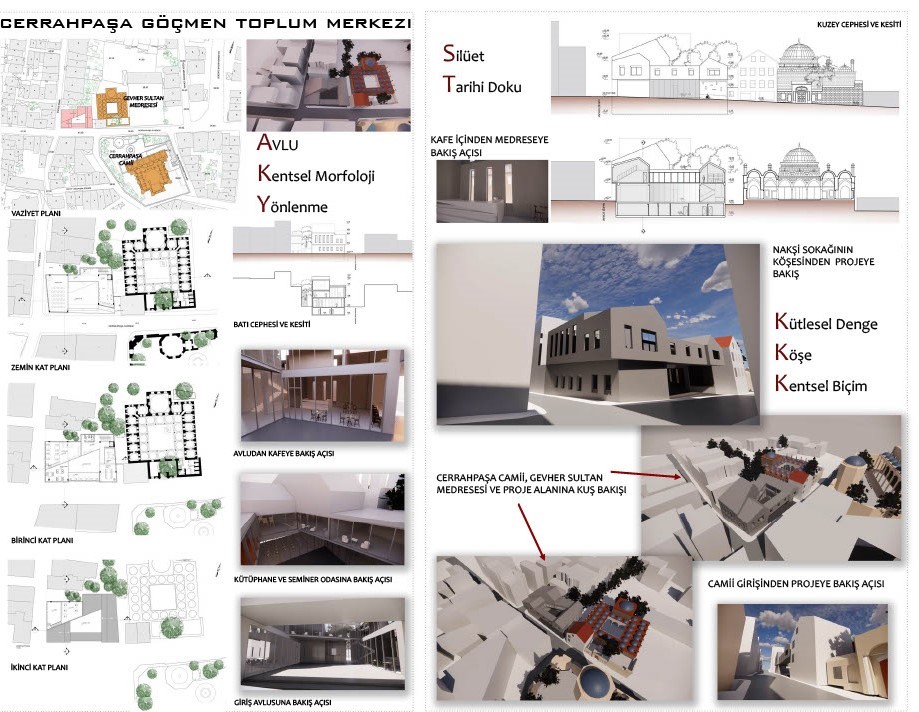 CERRAHPAŞA GÖÇMEN TOPLUM MERKEZI
GEVHER SULTAN
MEDRESESİ
CERRAHPAŞA
CAMİİ
VAZİYET PLANI
AVLU
Kentsel Morfoloji
Yönlenme
BATI CEPHESİ VE KESİTİ
ZEMİN KAT PLANI
AVLUDAN KAFEYE BAKIŞ AÇISI
BİRİNCİ KAT PLANI
KÜTÜPHANE VE SEMİNER ODASINA BAKIŞ AÇISI
İKİNCİ KAT PLANI
GİRİŞ AVLUSUNA BAKIŞ AÇISI
KUZEY CEPHESİ VE KESİTİ
Silüet
Tarihi Doku
KAFE İÇİNDEN MEDRESEYE
BAKIŞ AÇISI
NAKŞİ SOKAĞININ
KÖŞESİNDEN PROJEYE
BAKIŞ
Kütlesel Denge
Köşe
Kentsel Biçim
CERRAHPAŞA CAMİİ, GEVHER SULTAN
MEDRESESİ VE PROJE ALANINA KUŞ BAKIŞI
CAMİİ GİRİŞİNDEN PROJEYE BAKIŞ AÇISI